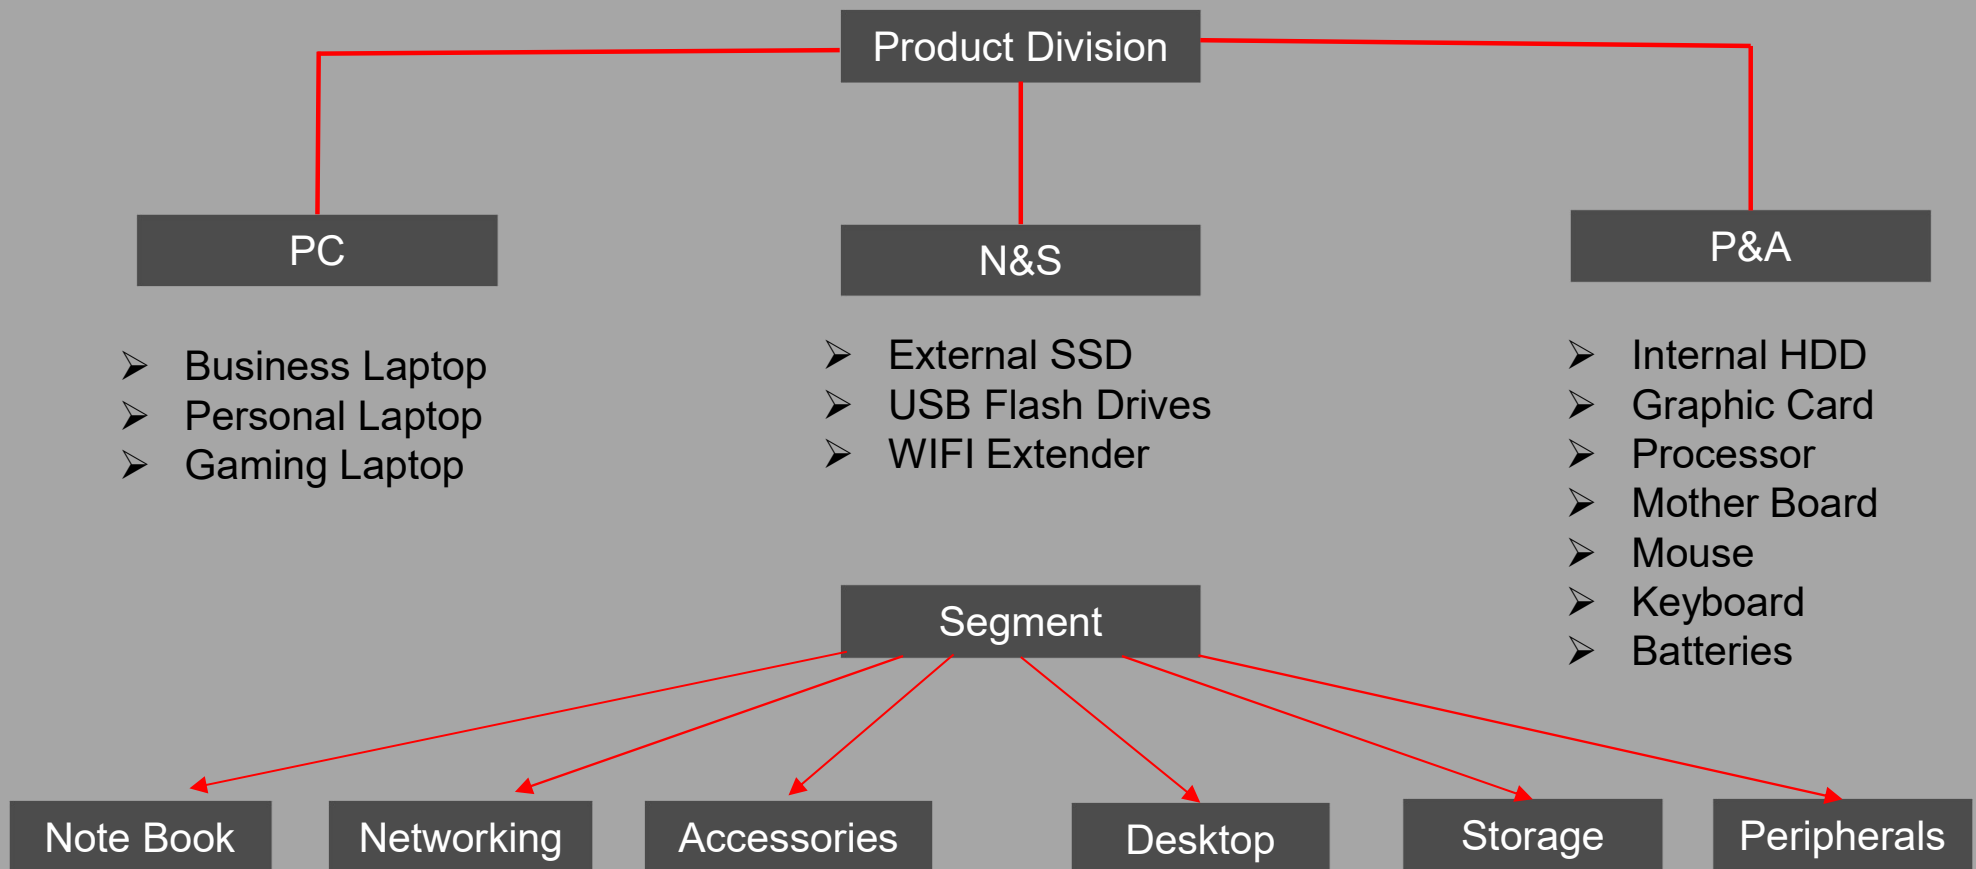 Product Division
PC
N&S
P&A
➢ Business Laptop
➢ Personal Laptop
➢ Gaming Laptop
➢ External SSD
➢ USB Flash Drives
➢ WIFI Extender
➢ Internal HDD
➢ Graphic Card
➢ Processor
➢ Mother Board
➢ Mouse
➢ Keyboard
➢ Batteries
Segment
Note Book
Networking
Accessories
Desktop
Storage
Peripherals